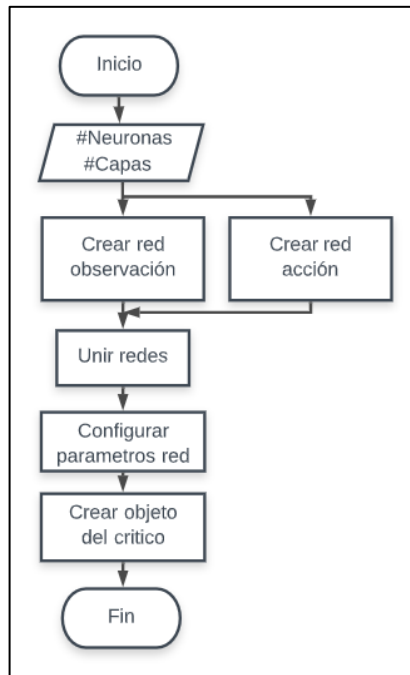 Inicio
#Neuronas
#Capas
Crear red
observación
Crear red
acción
Unir redes
Configurar
parametros red
Crear objeto
del critico
Fin